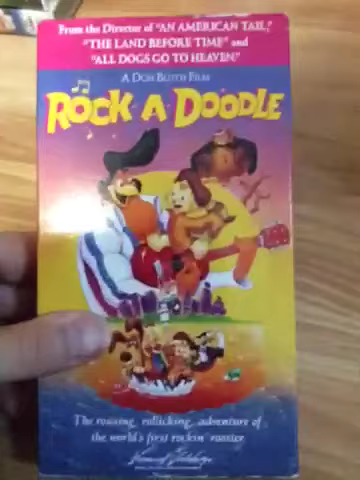 From the Director of "AN AMERICAN TAIL,"
"THE LAND BEFORE TIME" and
"ALL DOGS GO TO HEAVEN"
A DON BLUTH FILM
ROCK·A·DOODLE
The rousing, rollicking, adventure of
the world's first rockin' rooster.